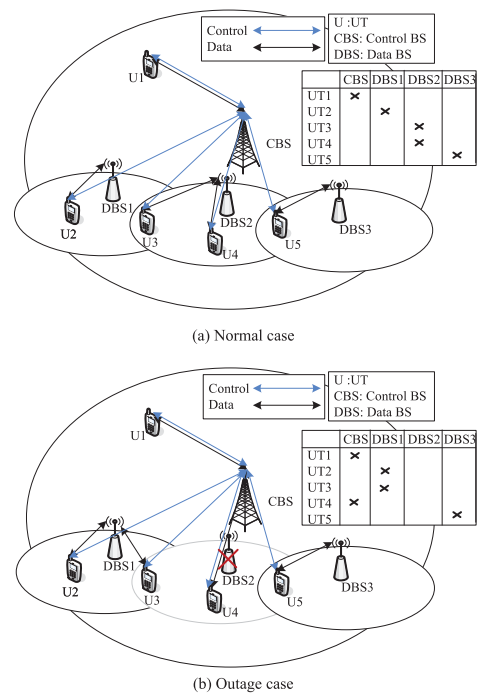 Control
Data
U :UT
CBS: Control BS
DBS: Data BS
U1
CBS DBS1 DBS2 DBS3
UT1 ×
UT2 ×
UT3 ×
UT4 ×
UT5 ×
CBS
DBS1
U2
U3
DBS2
U4
U5
DBS3
(a) Normal case
Control
Data
U :UT
CBS: Control BS
DBS: Data BS
U1
CBS DBS1 DBS2 DBS3
UT1 ×
UT2 ×
UT3 ×
UT4 ×
UT5 ×
CBS
DBS1
U2
U3
DBS2
U4
U5
DBS3
(b) Outage case